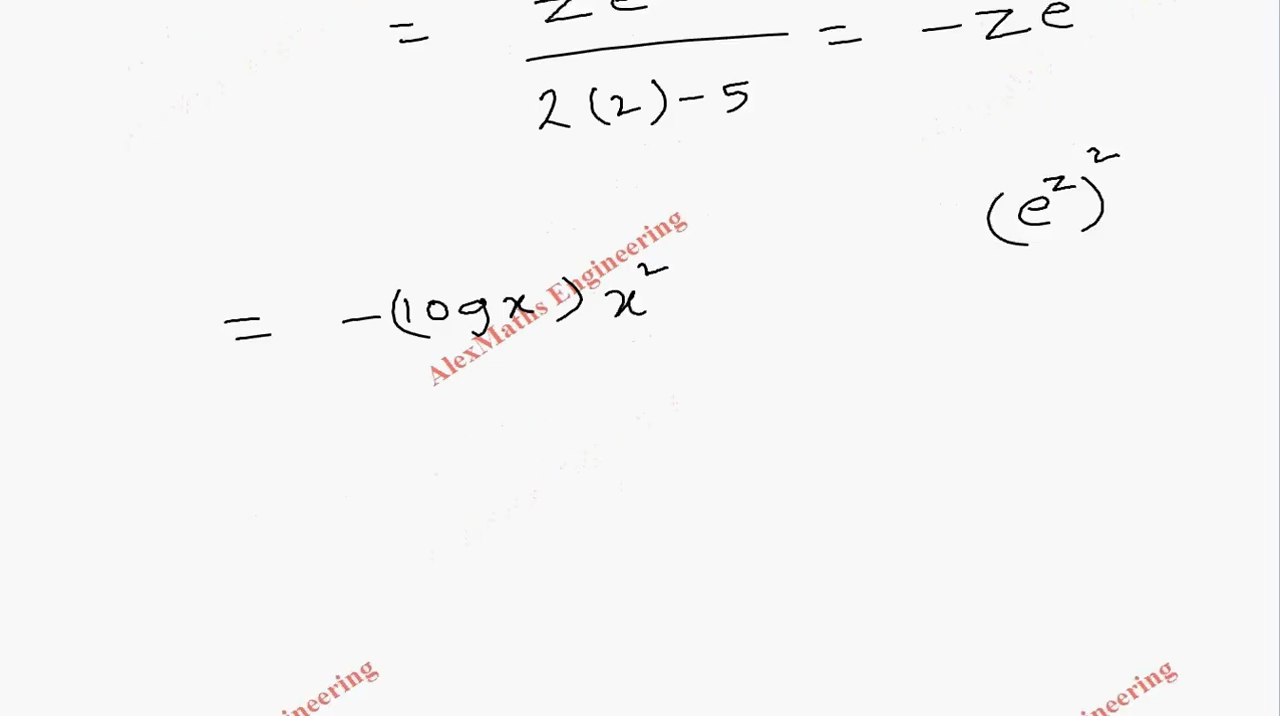 = ze / 2(2)-5 = -ze
(e^z)^2
= -(log x) x^2
AlexMaths Engineering
ineering
ineering